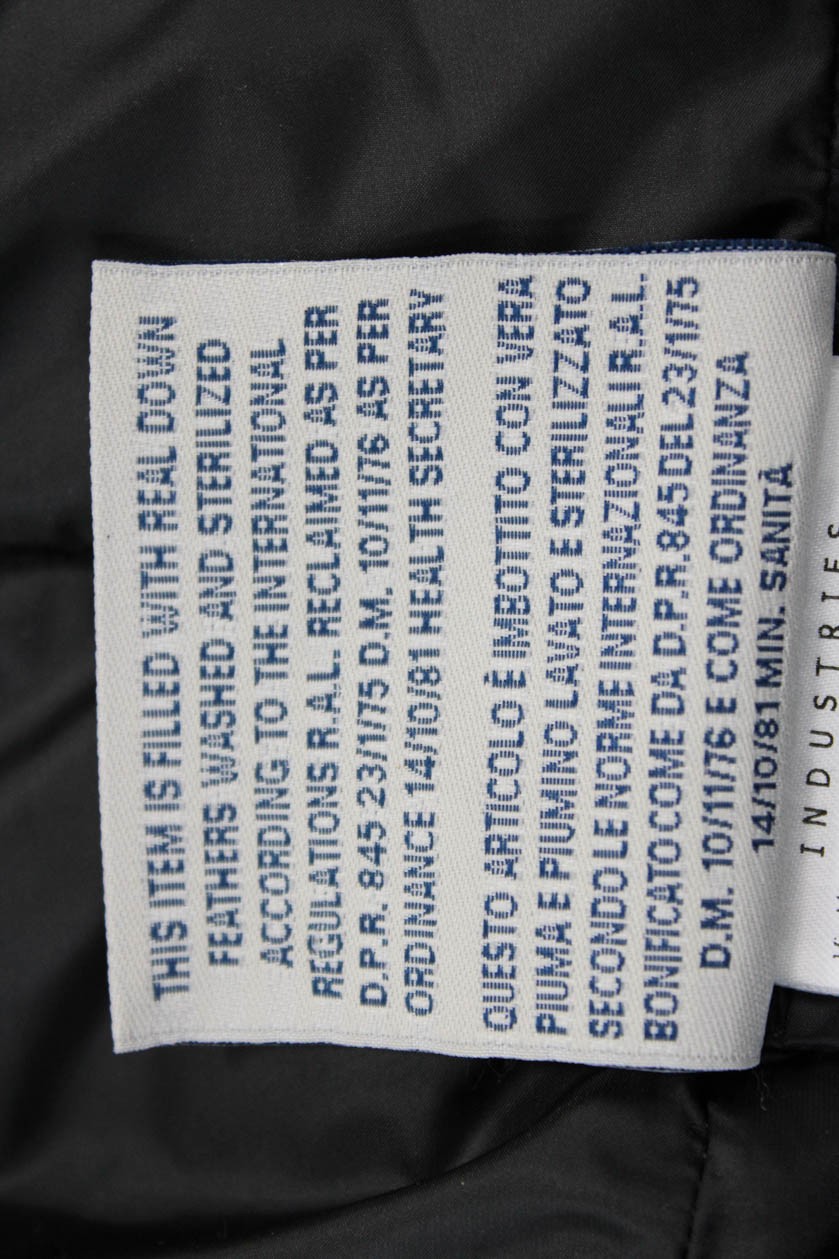 THIS ITEM IS FILLED WITH REAL DOWN
FEATHERS WASHED AND STERILIZED
ACCORDING TO THE INTERNATIONAL
REGULATIONS R.A.L. RECLAIMED AS PER
D.P.R. 845-23/1/75 D.M. 10/11/76 AS PER
ORDINANCE 14/10/81 HEALTH SECRETARY
QUESTO ARTICOLO È IMBOTTITO CON VERA
PIUMA E PIUMINO LAVATO E STERILIZZATO
SECONDO LE NORME INTERNAZIONALI R.A.L.
BONIFICATO COME DA D.P.R. 845 DEL 23/1/75
D.M. 10/11/76 E COME ORDINANZA
14/10/81 MIN. SANITÀ
INDUSTRIES